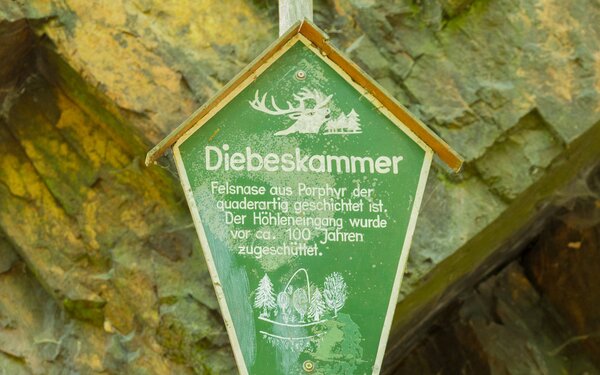 Diebeskammer
Felsnase aus Porphyr der
quaderartig geschichtet ist.
Der Höhleneingang wurde
vor ca. 100 Jahren
zugeschüttet.